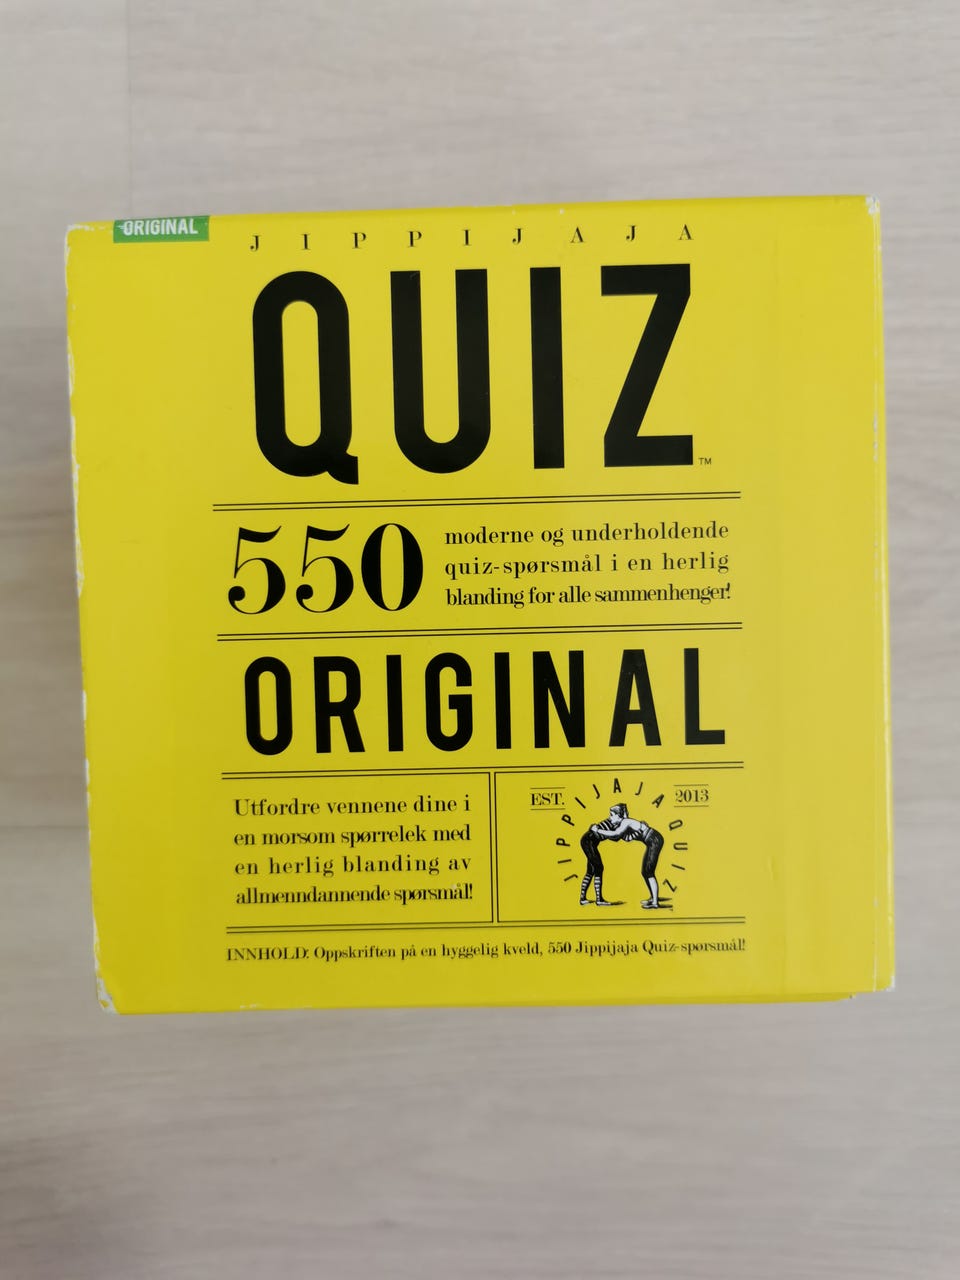 ORIGINAL
JIPPIJAJA
QUIZ™
550
moderne og underholdende
quiz-spørsmål i en herlig
blanding for alle sammenhenger!
ORIGINAL
Utfordre vennene dine i
en morsom spørrelek med
en herlig blanding av
allmenndannende spørsmål!
EST. 2013
JIPPIJAJA QUIZ
INNHOLD: Oppskriften på en hyggelig kveld, 550 Jippijaja Quiz-spørsmål!